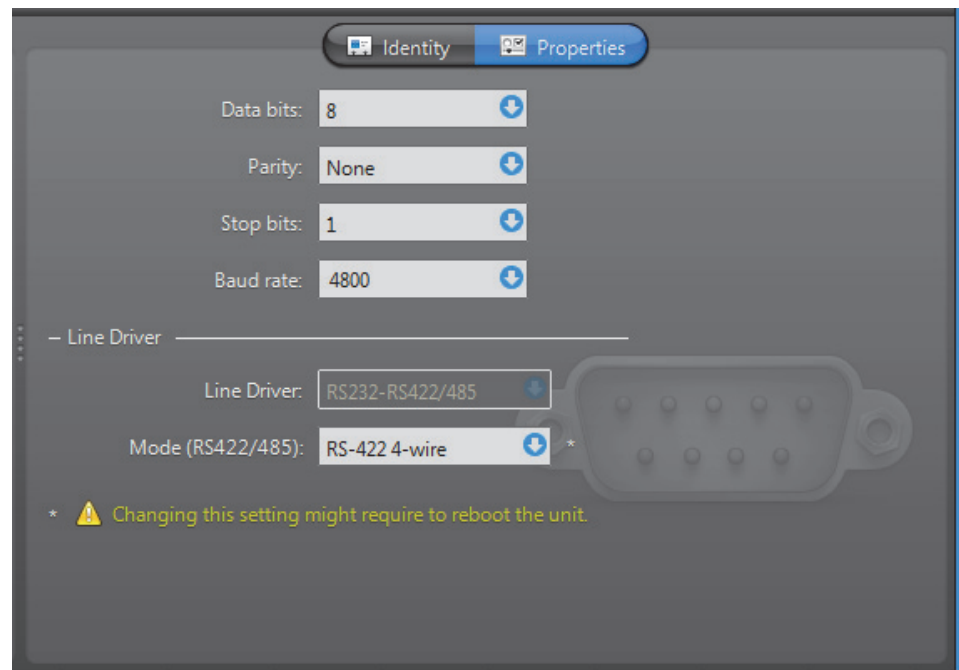 Identity Properties
Data bits: 8
Parity: None
Stop bits: 1
Baud rate: 4800
– Line Driver
Line Driver: RS232-RS422/485
Mode (RS422/485): RS-422 4-wire *
* Changing this setting might require to reboot the unit.